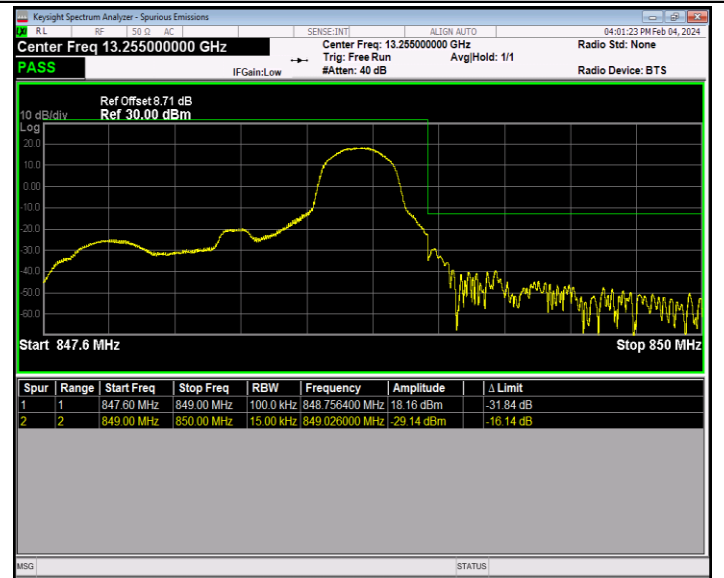 Keysight Spectrum Analyzer - Spurious Emissions
RL RF 50 Ω AC SENSE:INT ALIGN AUTO 04:01:23 PM Feb 04, 2024
Center Freq 13.255000000 GHz Center Freq: 13.255000000 GHz Radio Std: None
Trig: Free Run Avg|Hold: 1/1
PASS IFGain:Low #Atten: 40 dB Radio Device: BTS
Ref Offset 8.71 dB
10 dB/div Ref 30.00 dBm
Log
20.0
10.0
0.00
-10.0
-20.0
-30.0
-40.0
-50.0
-60.0
Start 847.6 MHz Stop 850 MHz
Spur Range Start Freq Stop Freq RBW Frequency Amplitude Δ Limit
1 1 847.60 MHz 849.00 MHz 100.0 kHz 848.756400 MHz 18.16 dBm -31.84 dB
2 2 849.00 MHz 850.00 MHz 15.00 kHz 849.026000 MHz -29.14 dBm -16.14 dB
MSG STATUS